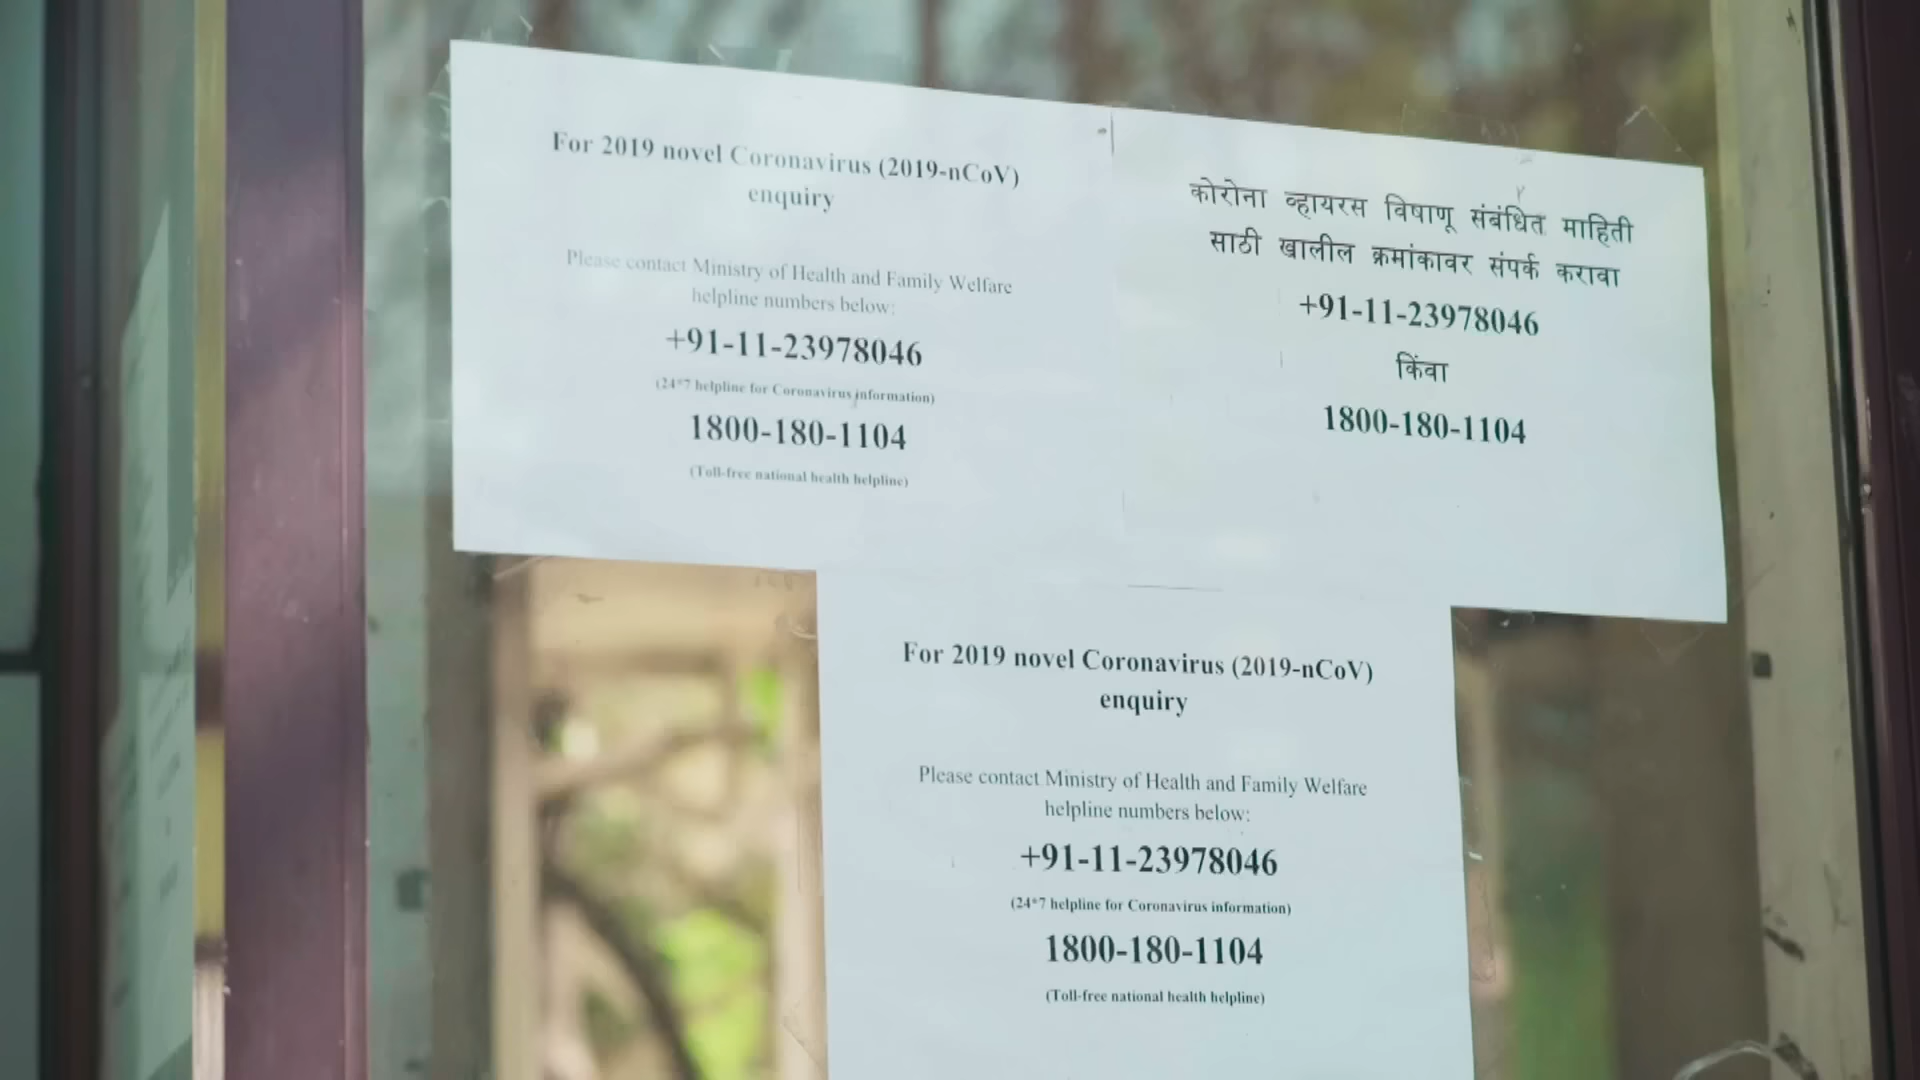 For 2019 novel Coronavirus (2019-nCoV)
enquiry
Please contact Ministry of Health and Family Welfare
helpline numbers below:
+91-11-23978046
(24*7 helpline for Coronavirus information)
1800-180-1104
(Toll-free national health helpline)
कोरोना व्हायरस विषाणू संबंधित माहिती
साठी खालील क्रमांकावर संपर्क करावा
+91-11-23978046
किंवा
1800-180-1104
For 2019 novel Coronavirus (2019-nCoV)
enquiry
Please contact Ministry of Health and Family Welfare
helpline numbers below:
+91-11-23978046
(24*7 helpline for Coronavirus information)
1800-180-1104
(Toll-free national health helpline)